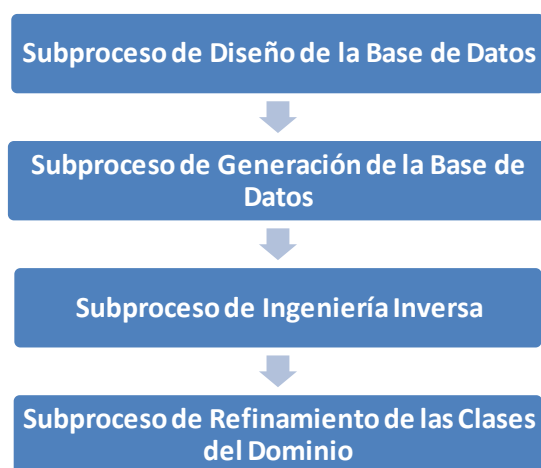 Subproceso de Diseño de la Base de Datos
Subproceso de Generación de la Base de
Datos
Subproceso de Ingeniería Inversa
Subproceso de Refinamiento de las Clases
del Dominio